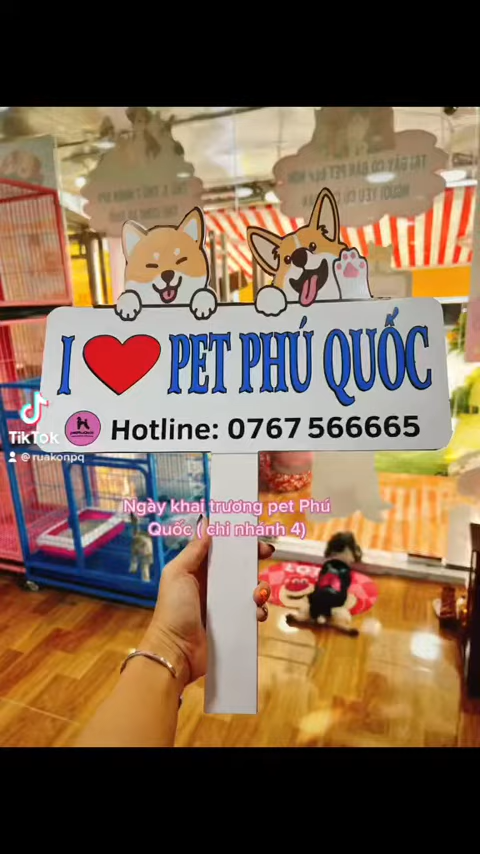 I ❤ PET PHÚ QUỐC
Hotline: 0767 566665
TikTok
@ruakonpq
Ngày khai trương pet Phú
Quốc ( chi nhánh 4)